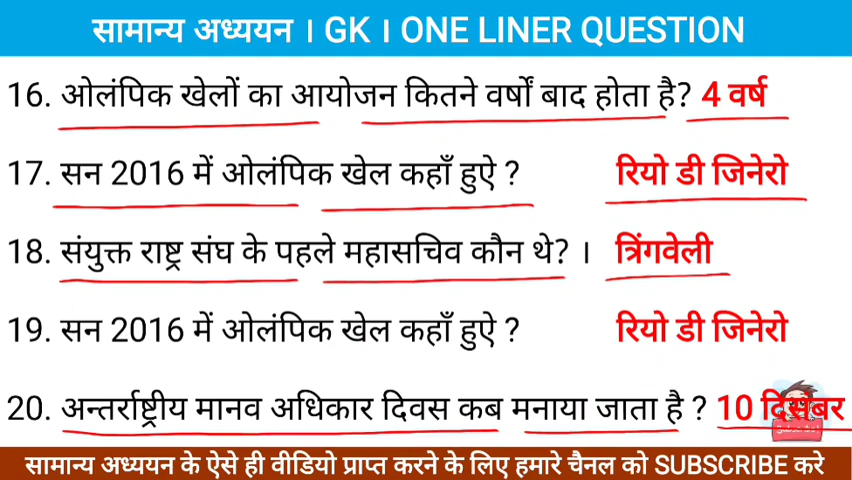 सामान्य अध्ययन । GK । ONE LINER QUESTION
16. ओलंपिक खेलों का आयोजन कितने वर्षों बाद होता है? 4 वर्ष
17. सन 2016 में ओलंपिक खेल कहाँ हुऐ ? रियो डी जिनेरो
18. संयुक्त राष्ट्र संघ के पहले महासचिव कौन थे? । त्रिंगवेली
19. सन 2016 में ओलंपिक खेल कहाँ हुऐ ? रियो डी जिनेरो
20. अन्तर्राष्ट्रीय मानव अधिकार दिवस कब मनाया जाता है ? 10 दिसंबर
सामान्य अध्ययन के ऐसे ही वीडियो प्राप्त करने के लिए हमारे चैनल को SUBSCRIBE करे